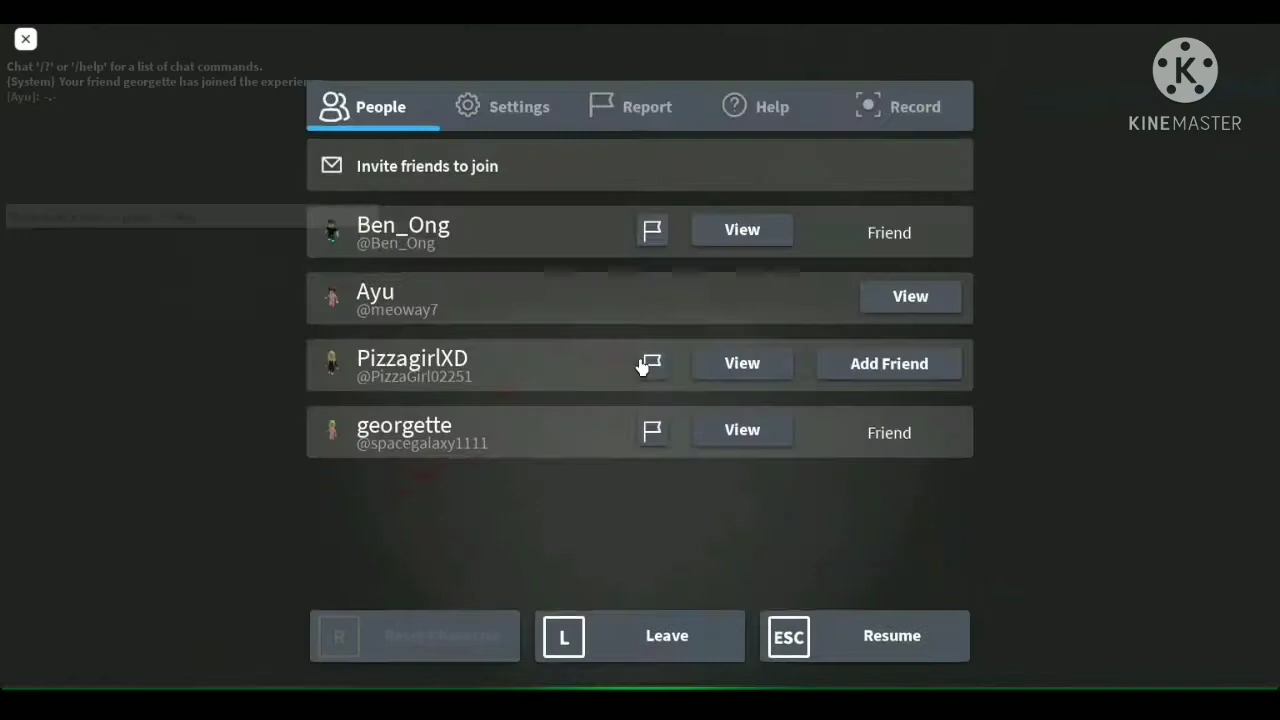 Chat '/?' or '/help' for a list of chat commands.
{System} Your friend georgette has joined the experien
[Ayu]: -.-
K
KINEMASTER
People
Settings
Report
Help
Record
Invite friends to join
Ben_Ong
@Ben_Ong
View
Friend
Ayu
@meoway7
View
PizzagirlXD
@PizzaGirl02251
View
Add Friend
georgette
@spacegalaxy1111
View
Friend
R
Reset Character
L
Leave
ESC
Resume